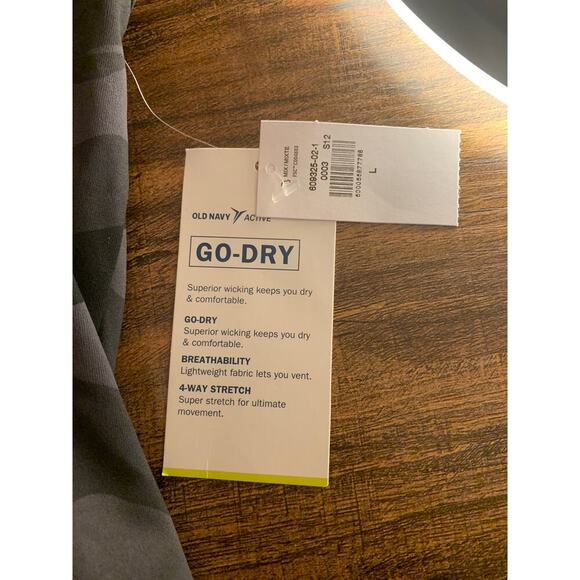 MIX / MIXTE
609325-02-1
0003 S12
L
OLD NAVY ACTIVE
GO-DRY
Superior wicking keeps you dry
& comfortable.
GO-DRY
Superior wicking keeps you dry
& comfortable.
BREATHABILITY
Lightweight fabric lets you vent.
4-WAY STRETCH
Super stretch for ultimate
movement.